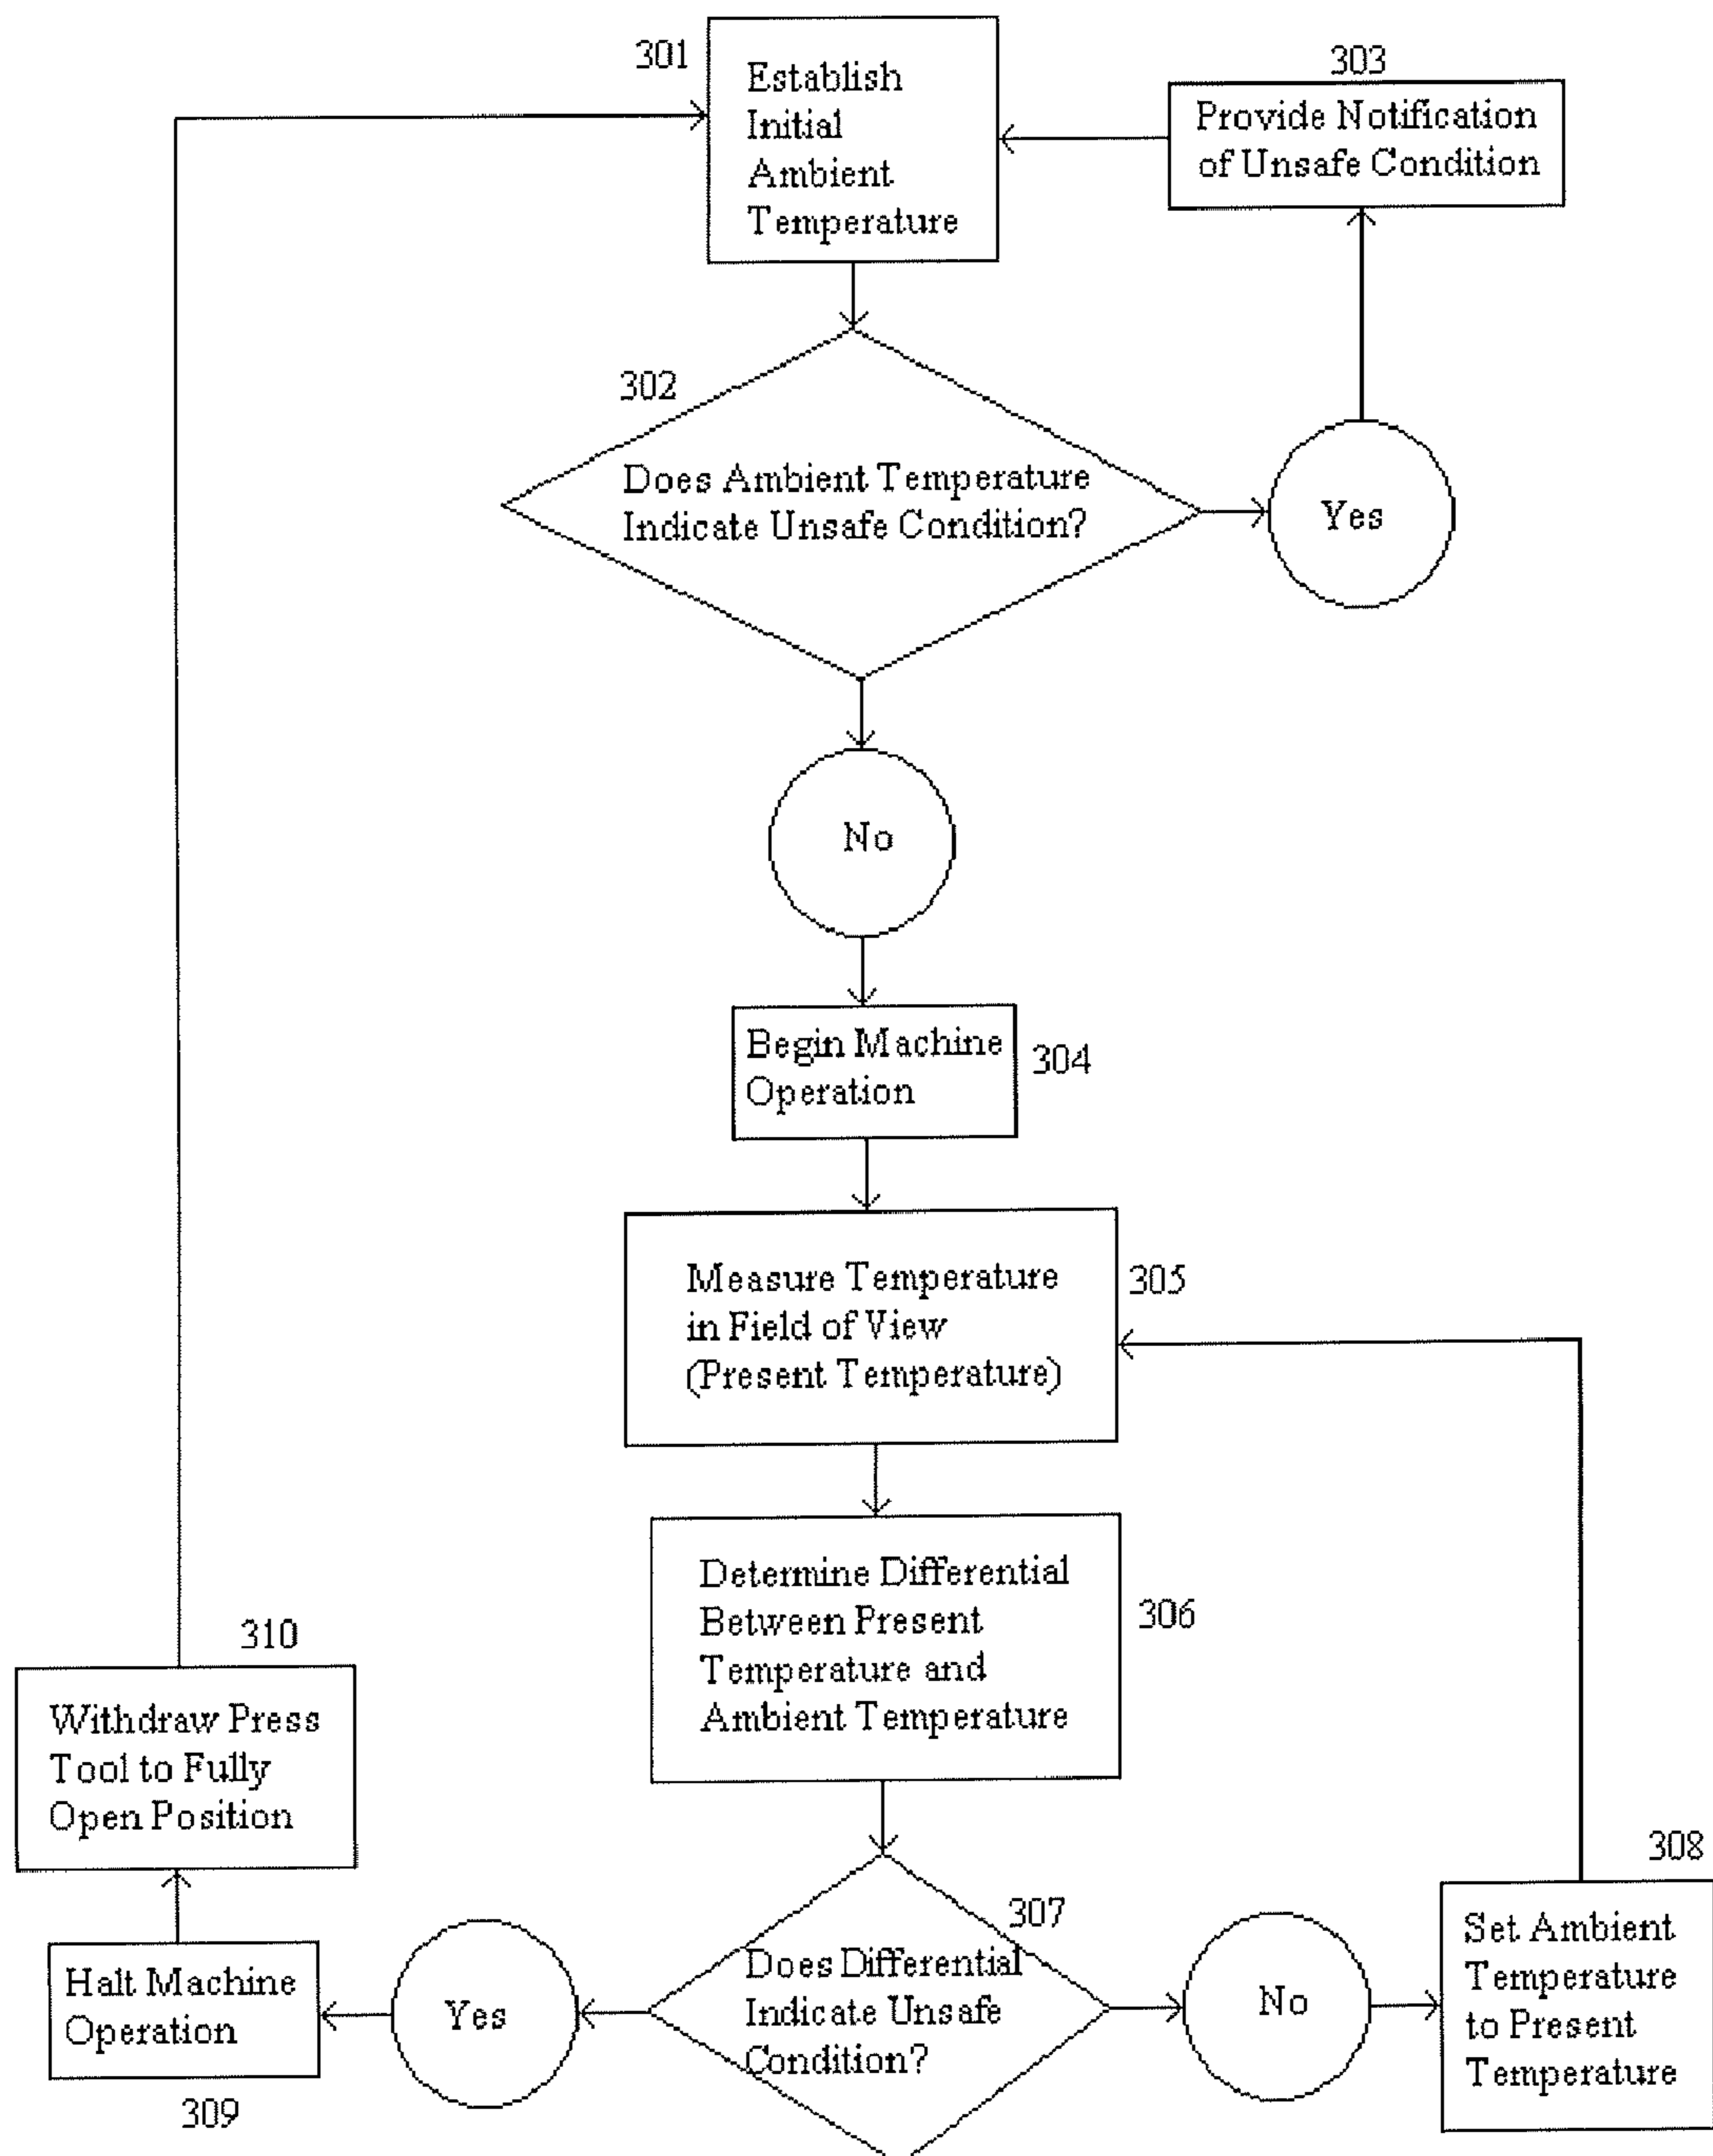 301
Establish
Initial
Ambient
Temperature
303
Provide Notification
of Unsafe Condition
302
Does Ambient Temperature
Indicate Unsafe Condition?
Yes
No
Begin Machine
Operation
304
Measure Temperature
in Field of View
(Present Temperature)
305
Determine Differential
Between Present
Temperature and
Ambient Temperature
306
310
Withdraw Press
Tool to Fully
Open Position
307
Does Differential
Indicate Unsafe
Condition?
Yes
No
308
Set Ambient
Temperature
to Present
Temperature
Halt Machine
Operation
309